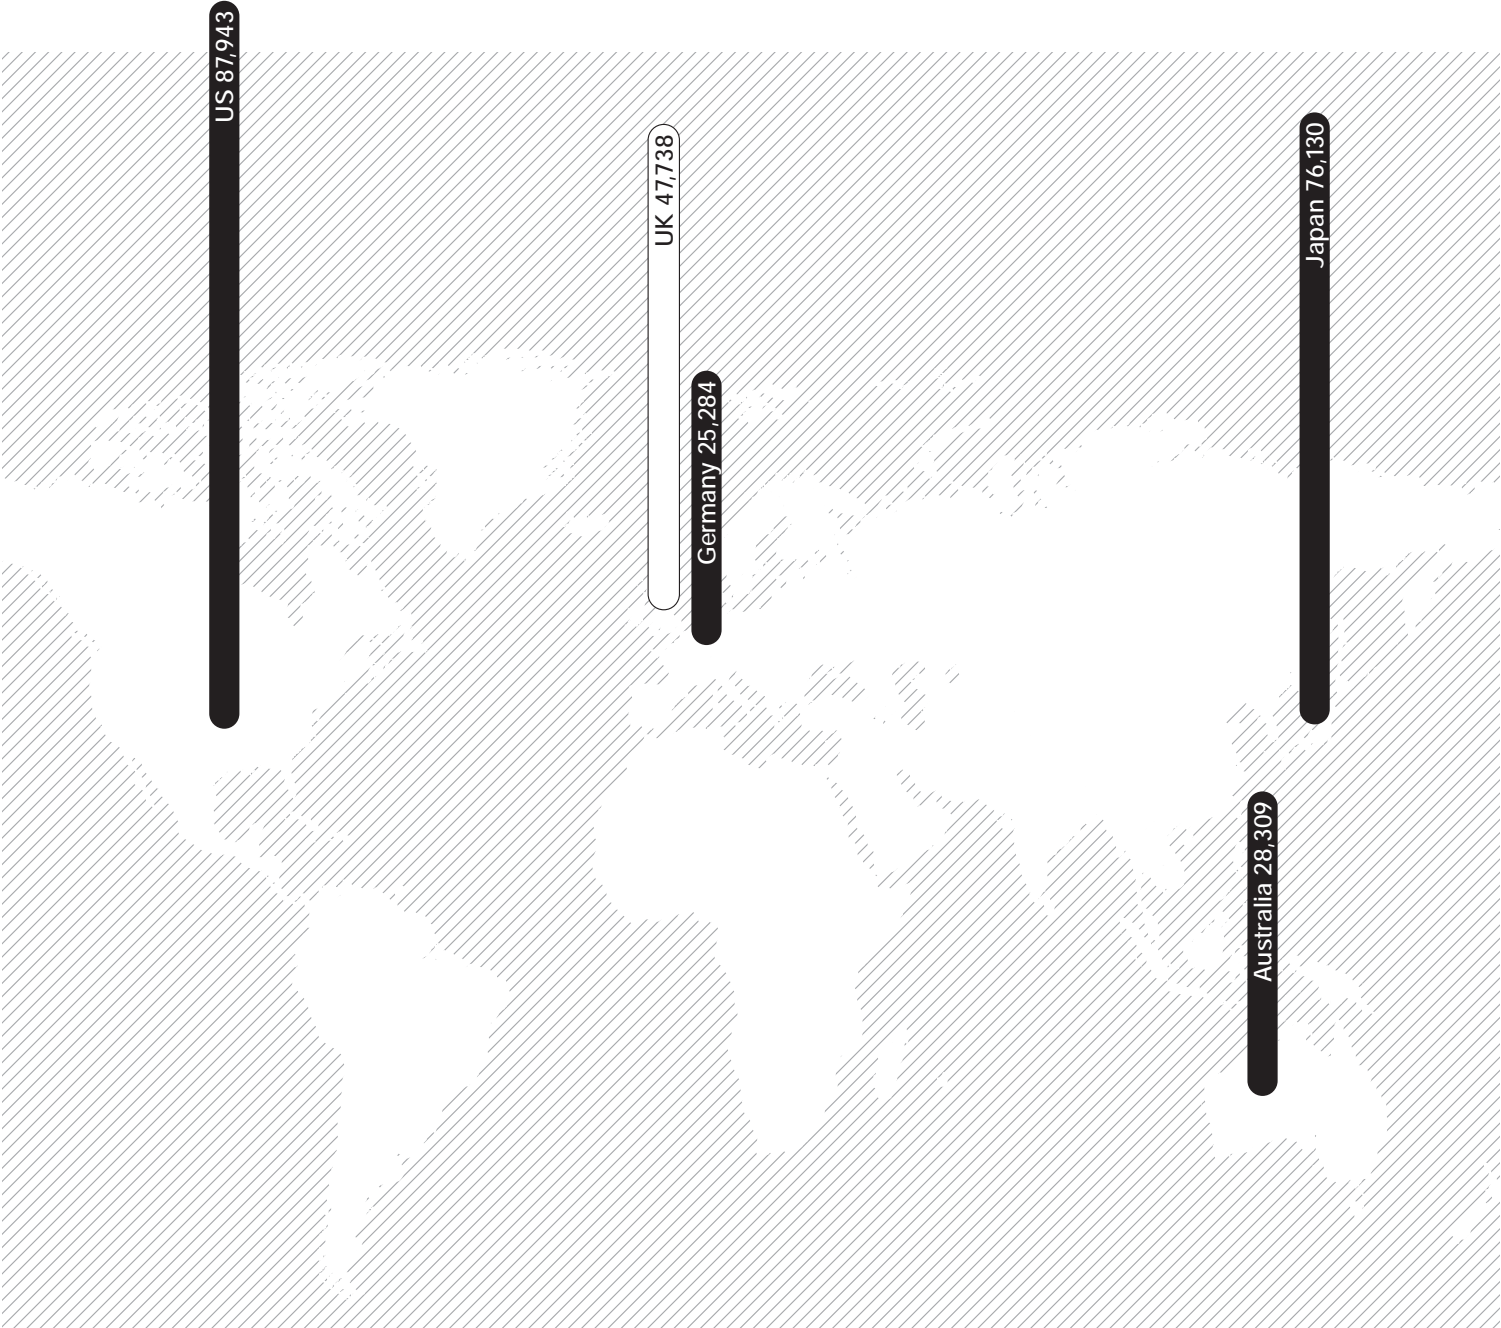 US 87,943
UK 47,738
Germany 25,284
Japan 76,130
Australia 28,309